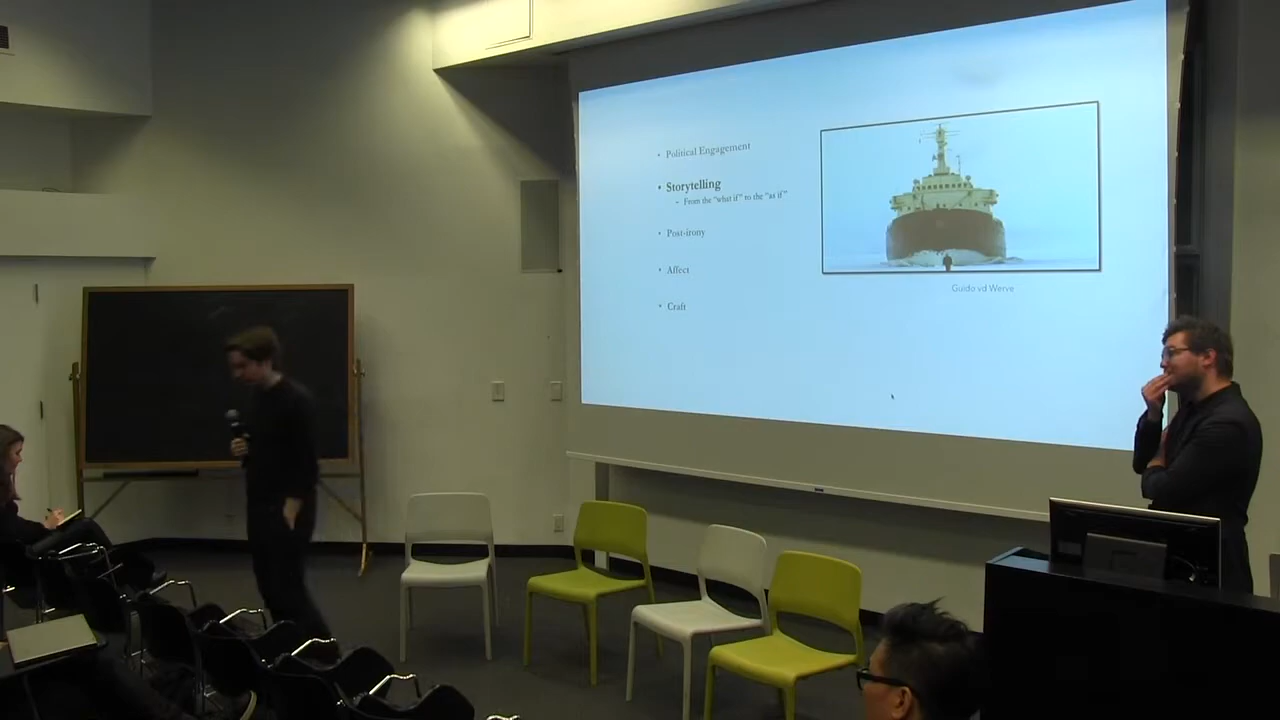 • Political Engagement
• Storytelling
- From the "what if" to the "as if"
• Post-irony
• Affect
• Craft
Guido vd Werve